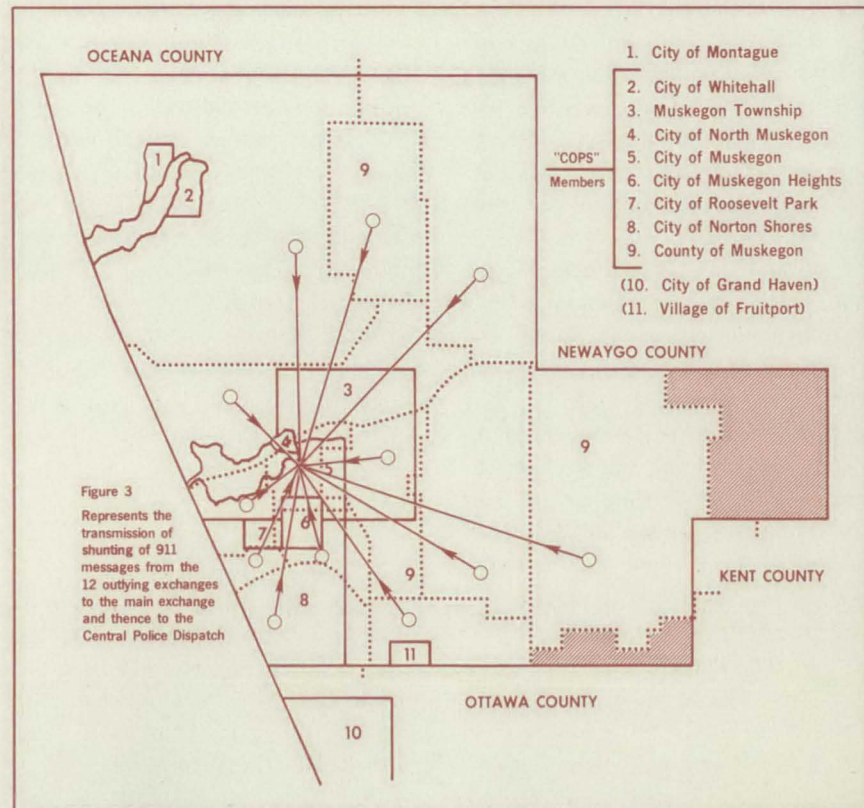 OCEANA COUNTY
1. City of Montague
2. City of Whitehall
3. Muskegon Township
4. City of North Muskegon
5. City of Muskegon
6. City of Muskegon Heights
7. City of Roosevelt Park
8. City of Norton Shores
9. County of Muskegon
(10. City of Grand Haven)
(11. Village of Fruitport)
"COPS"
Members
1
2
9
NEWAYGO COUNTY
3
4
9
6
7
9
8
11
10
KENT COUNTY
OTTAWA COUNTY
Figure 3
Represents the
transmission of
shunting of 911
messages from the
12 outlying exchanges
to the main exchange
and thence to the
Central Police Dispatch